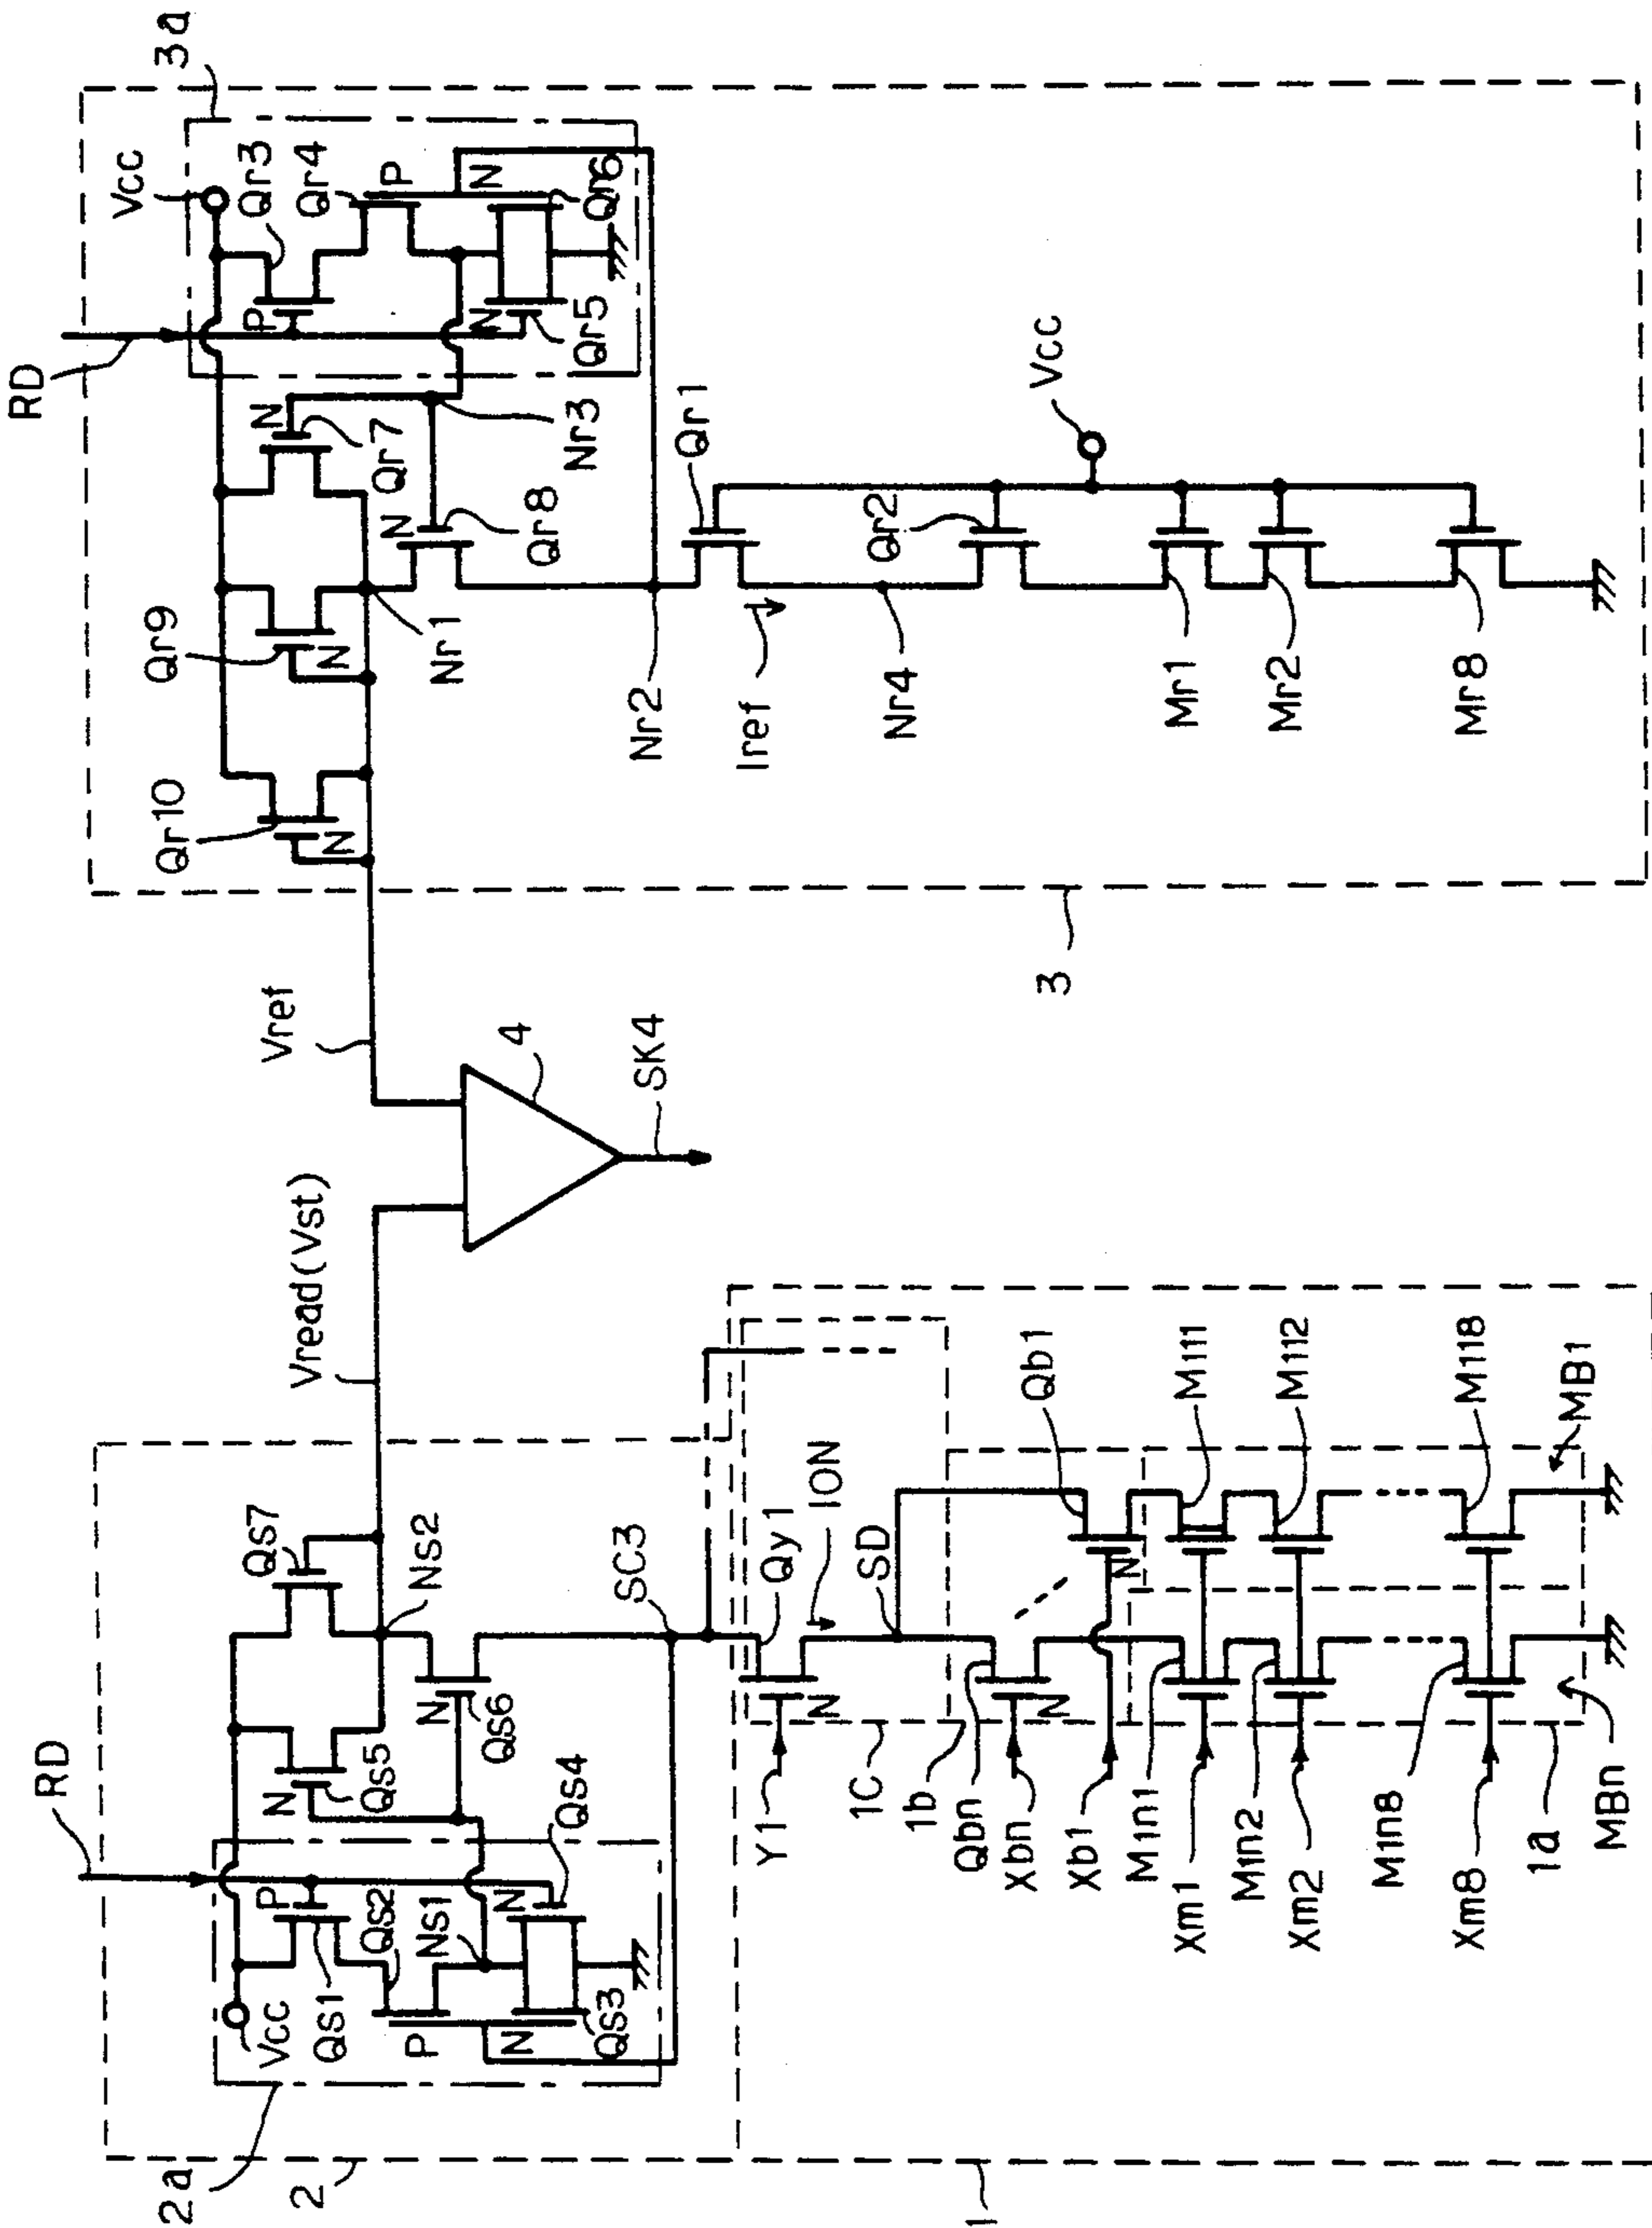 RD
3a
Vcc
Qr3
P
Qr4
P
N
Qr6
N
Qr5
N
Qr7
Nr3
N
Qr8
Qr9
N
Nr1
Qr10
N
Nr2
Qr1
Iref
Nr4
Qr2
Vcc
Mr1
Mr2
Mr8
3
Vref
4
SK4
Vread(Vst)
RD
2a
2
Vcc
P
Qs1
Qs2
P
Ns1
N
Qs3
N
Qs4
N
Qs5
Qs7
Ns2
N
Qs6
SC3
1
Y1
N
Qy1
ION
SD
1C
1b
Qbn
Xbn
N
Xb1
N
Qb1
M1n1
Xm1
M111
M1n2
Xm2
M112
M1n8
Xm8
M118
1a
MBn
MB1